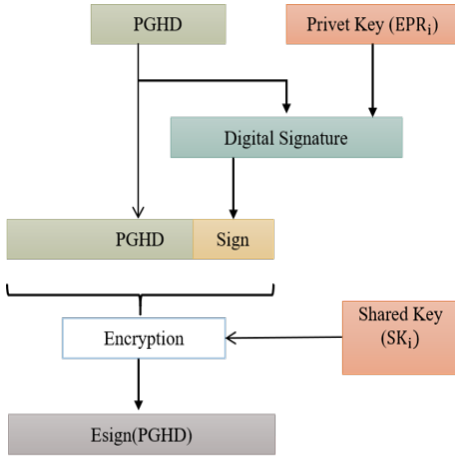 PGHD
Privet Key (EPRᵢ)
Digital Signature
PGHD
Sign
Encryption
Shared Key
(SKᵢ)
Esign(PGHD)